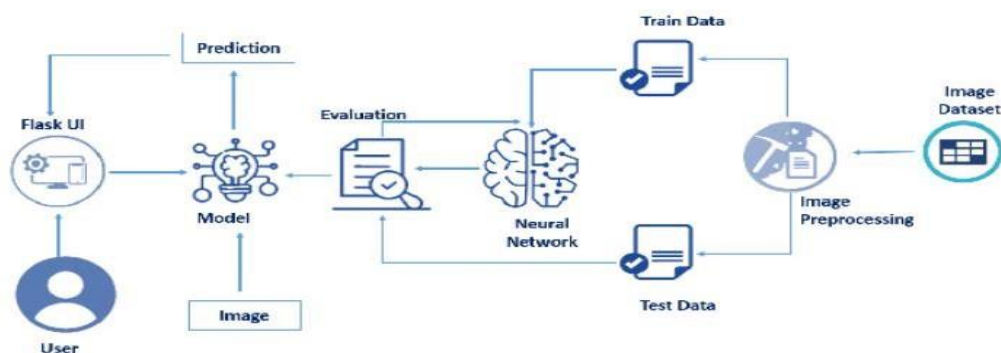 Train Data
Prediction
Image
Dataset
Evaluation
Flask UI
Model
Neural
Network
Image
Preprocessing
Image
Test Data
User